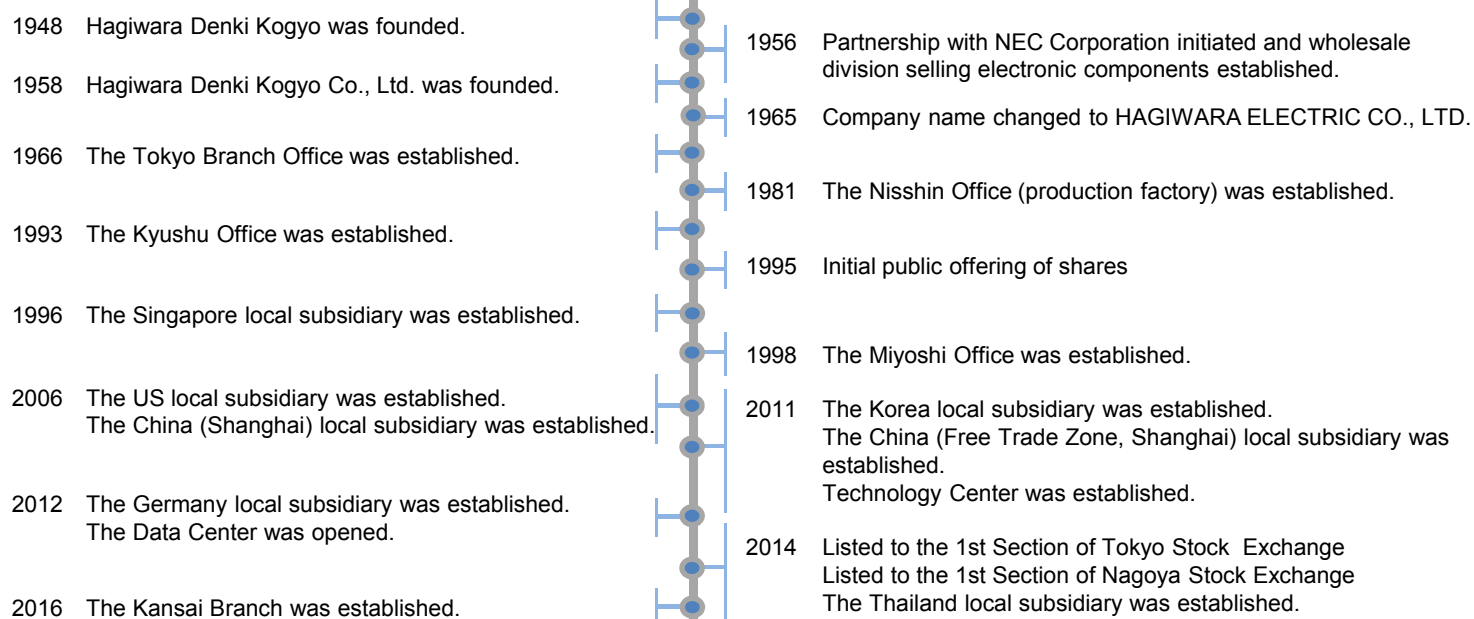 1948 Hagiwara Denki Kogyo was founded.
1956 Partnership with NEC Corporation initiated and wholesale
division selling electronic components established.
1958 Hagiwara Denki Kogyo Co., Ltd. was founded.
1965 Company name changed to HAGIWARA ELECTRIC CO., LTD.
1966 The Tokyo Branch Office was established.
1981 The Nisshin Office (production factory) was established.
1993 The Kyushu Office was established.
1995 Initial public offering of shares
1996 The Singapore local subsidiary was established.
1998 The Miyoshi Office was established.
2006 The US local subsidiary was established.
The China (Shanghai) local subsidiary was established.
2011 The Korea local subsidiary was established.
The China (Free Trade Zone, Shanghai) local subsidiary was
established.
Technology Center was established.
2012 The Germany local subsidiary was established.
The Data Center was opened.
2014 Listed to the 1st Section of Tokyo Stock Exchange
Listed to the 1st Section of Nagoya Stock Exchange
The Thailand local subsidiary was established.
2016 The Kansai Branch was established.